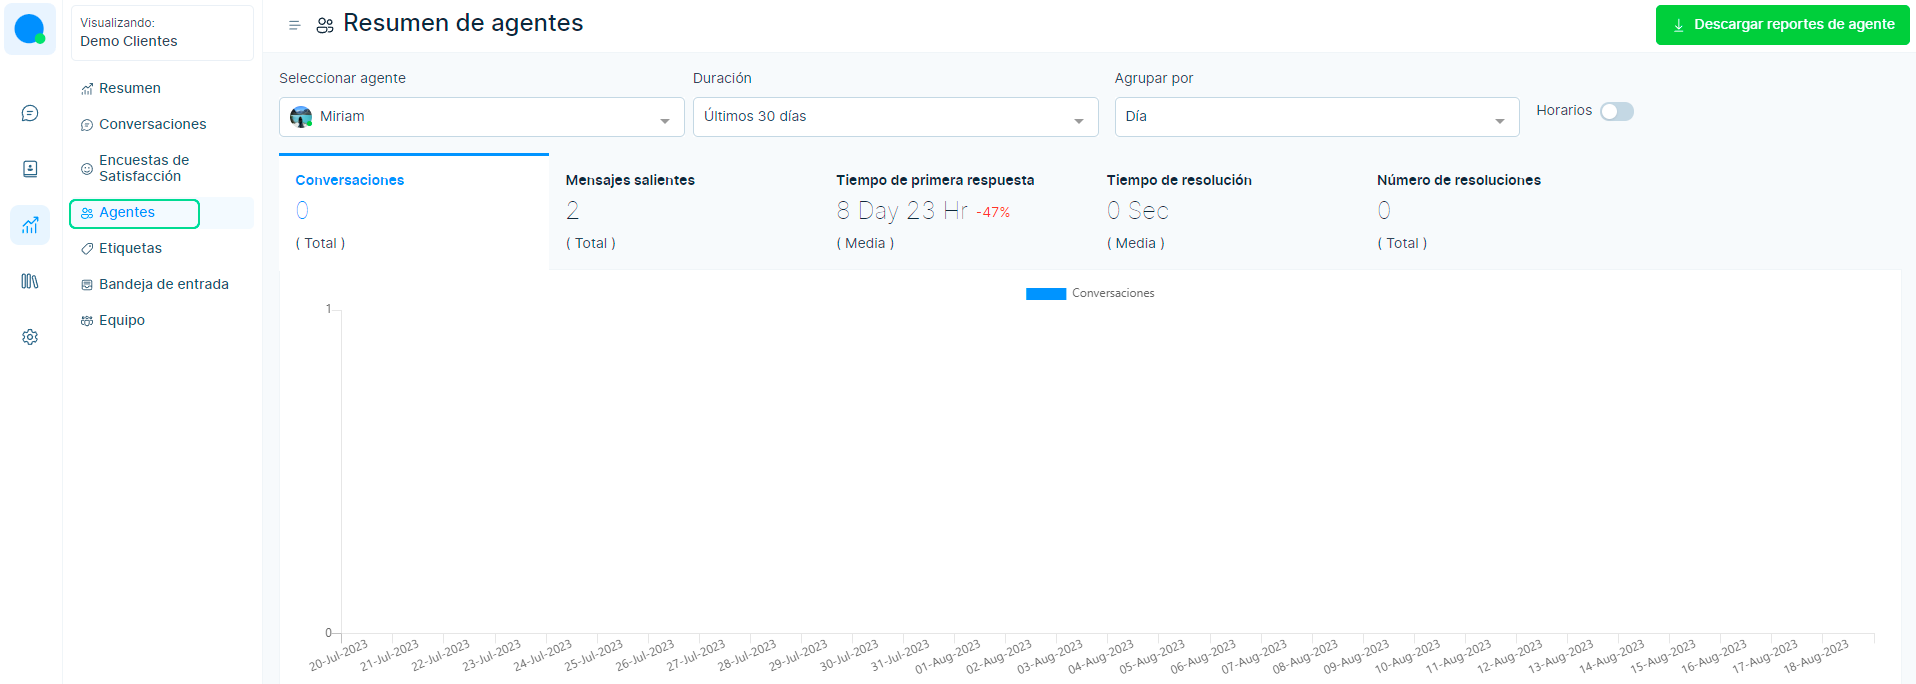 Visualizando:
Demo Clientes
Resumen
Conversaciones
Encuestas de
Satisfacción
Agentes
Etiquetas
Bandeja de entrada
Equipo
Resumen de agentes
Descargar reportes de agente
Seleccionar agente
Miriam
Duración
Últimos 30 días
Agrupar por
Día
Horarios
Conversaciones
0
( Total )
Mensajes salientes
2
( Total )
Tiempo de primera respuesta
8 Day 23 Hr -47%
( Media )
Tiempo de resolución
0 Sec
( Media )
Número de resoluciones
0
( Total )
Conversaciones
1
0
20-Jul-2023
21-Jul-2023
22-Jul-2023
23-Jul-2023
24-Jul-2023
25-Jul-2023
26-Jul-2023
27-Jul-2023
28-Jul-2023
29-Jul-2023
30-Jul-2023
31-Jul-2023
01-Aug-2023
02-Aug-2023
03-Aug-2023
04-Aug-2023
05-Aug-2023
06-Aug-2023
07-Aug-2023
08-Aug-2023
09-Aug-2023
10-Aug-2023
11-Aug-2023
12-Aug-2023
13-Aug-2023
14-Aug-2023
15-Aug-2023
16-Aug-2023
17-Aug-2023
18-Aug-2023